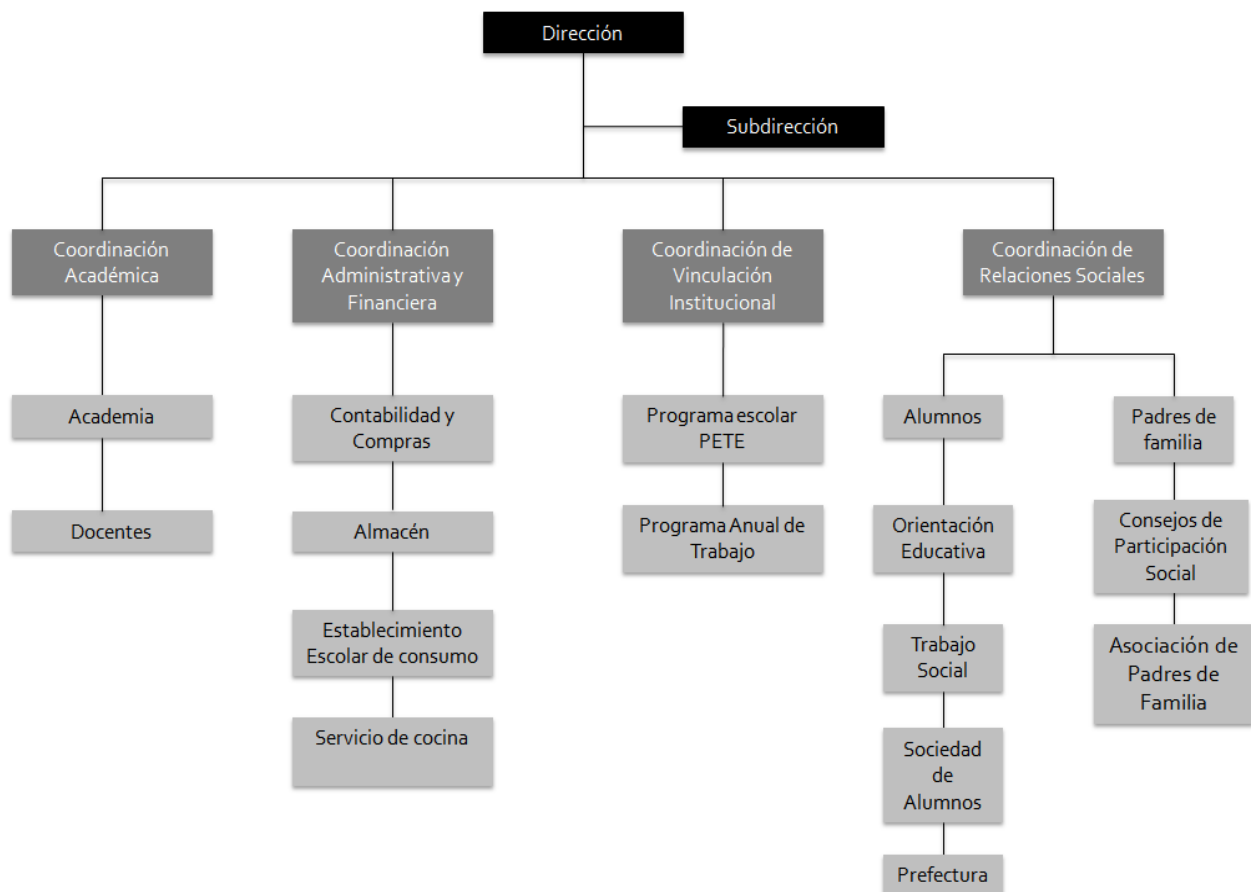 Dirección
Subdirección
Coordinación
Académica
Coordinación
Administrativa y
Financiera
Coordinación de
Vinculación
Institucional
Coordinación de
Relaciones Sociales
Academia
Docentes
Contabilidad y
Compras
Almacén
Establecimiento
Escolar de consumo
Servicio de cocina
Programa escolar
PETE
Programa Anual de
Trabajo
Alumnos
Orientación
Educativa
Trabajo
Social
Sociedad
de
Alumnos
Prefectura
Padres de
familia
Consejos de
Participación
Social
Asociación de
Padres de
Familia